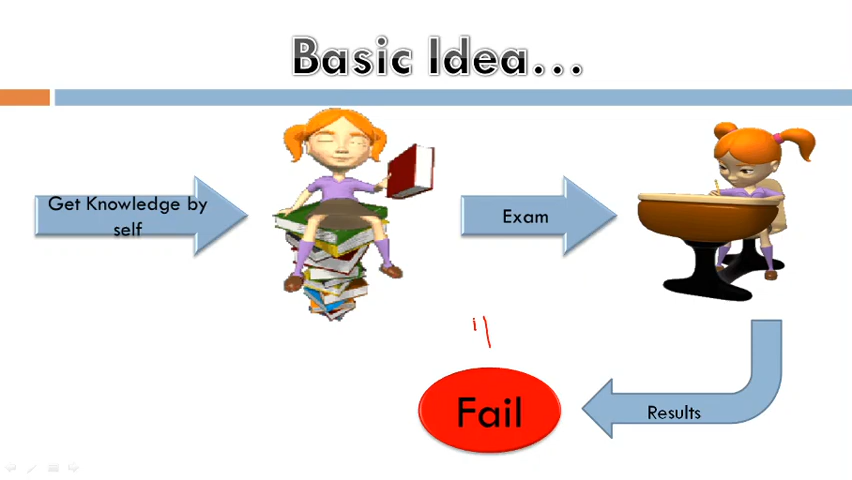 Basic Idea...
Get Knowledge by
self
Exam
Fail
Results